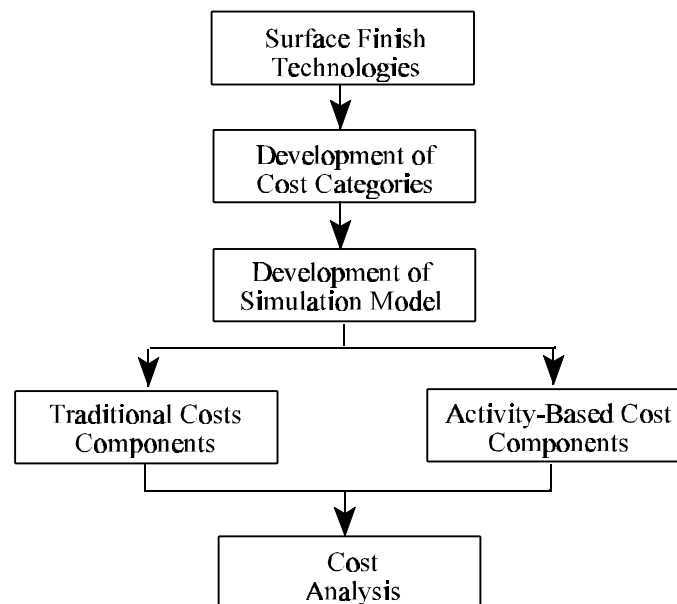 Surface Finish
Technologies
Development of
Cost Categories
Development of
Simulation Model
Traditional Costs
Components
Activity-Based Cost
Components
Cost
Analysis